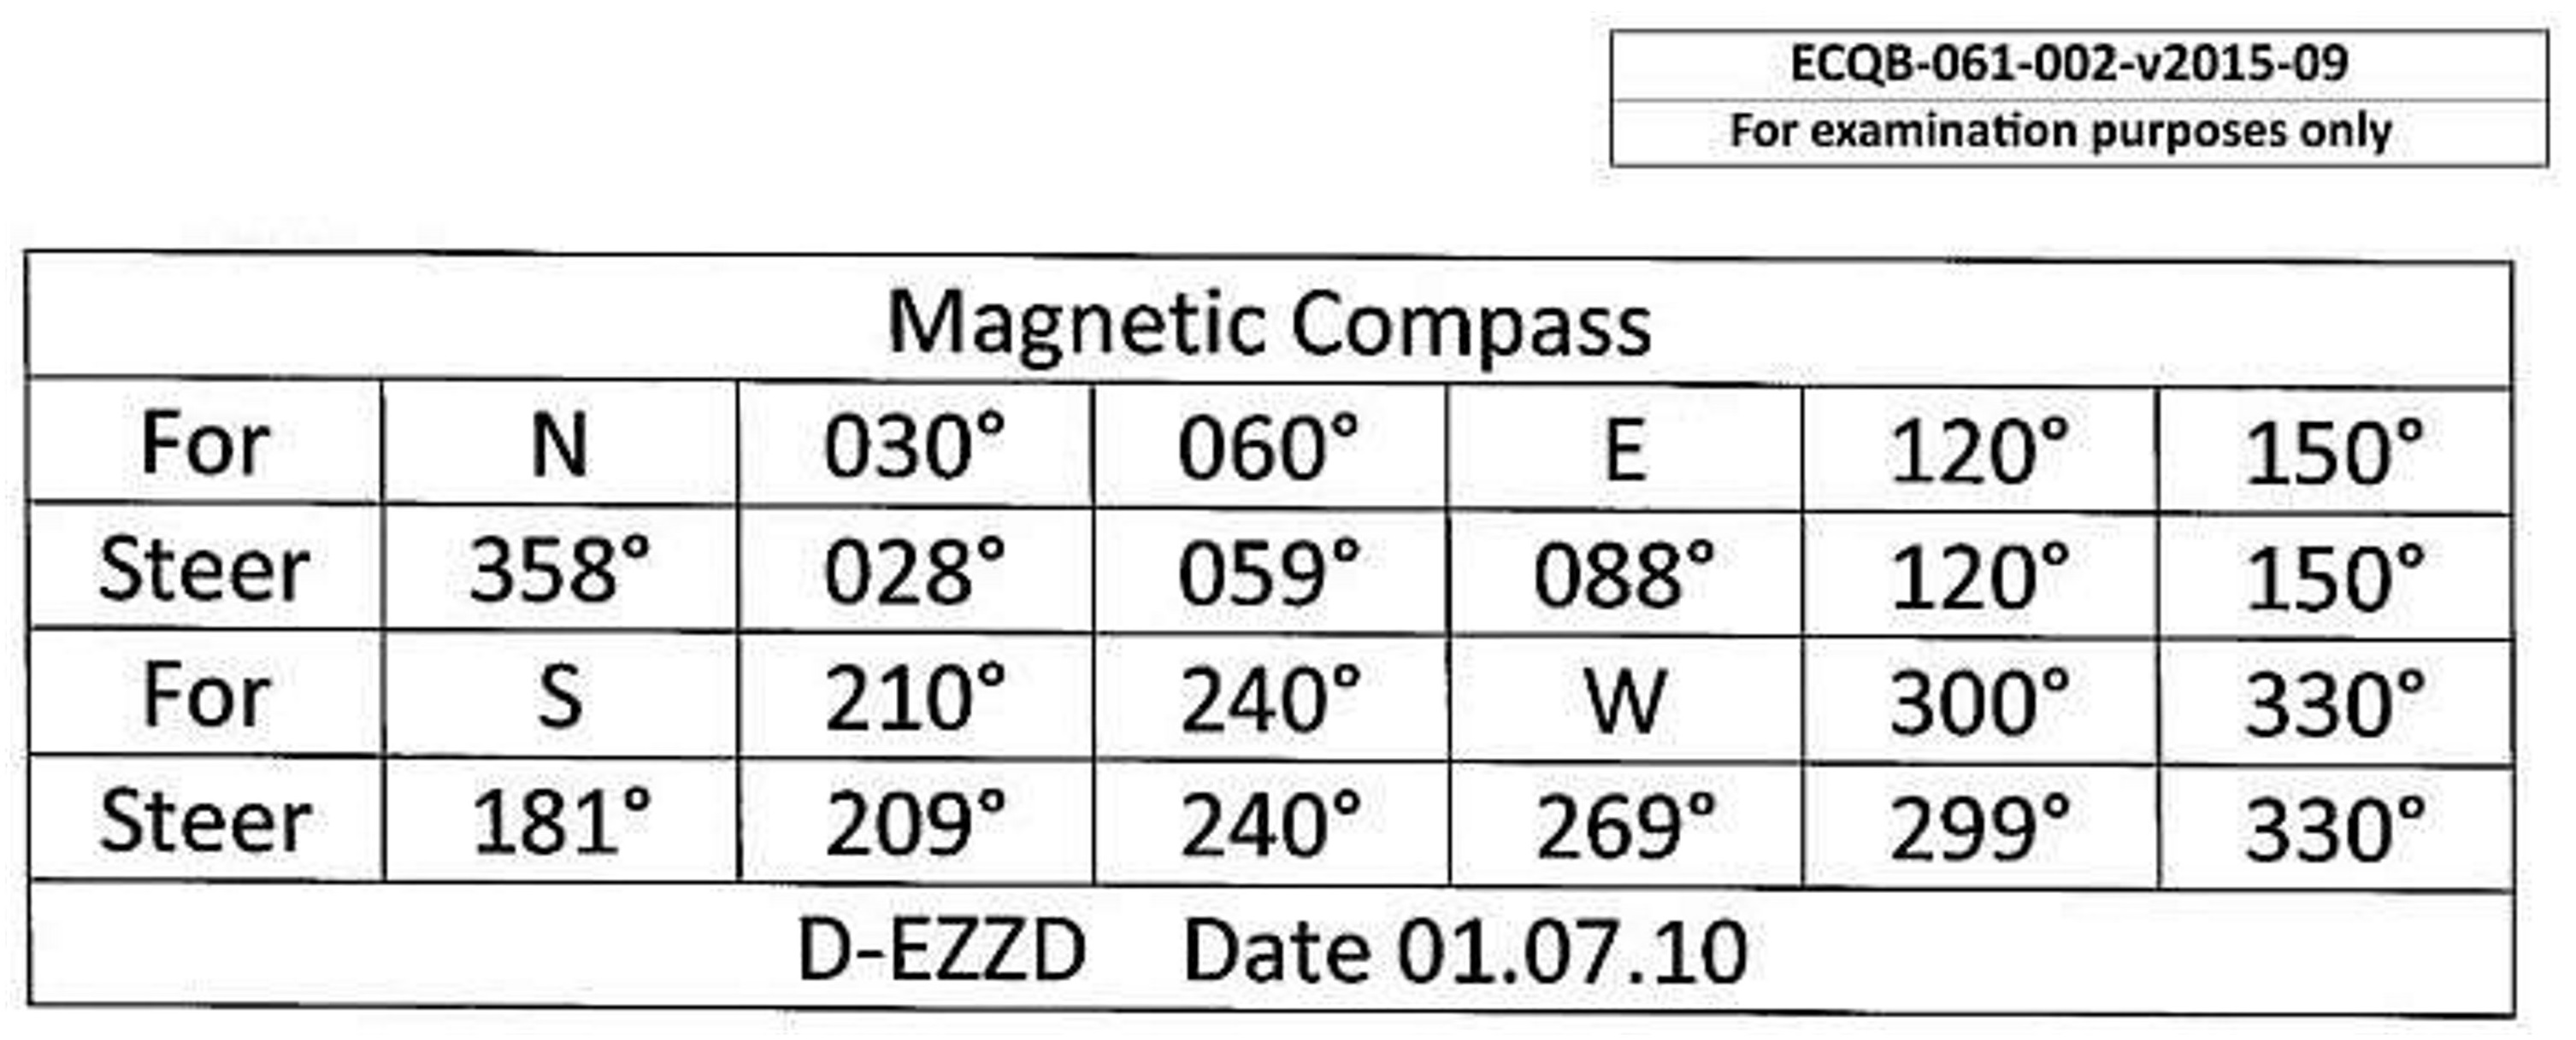 ECQB-061-002-v2015-09
For examination purposes only
Magnetic Compass
For N 030° 060° E 120° 150°
Steer 358° 028° 059° 088° 120° 150°
For S 210° 240° W 300° 330°
Steer 181° 209° 240° 269° 299° 330°
D-EZZD Date 01.07.10